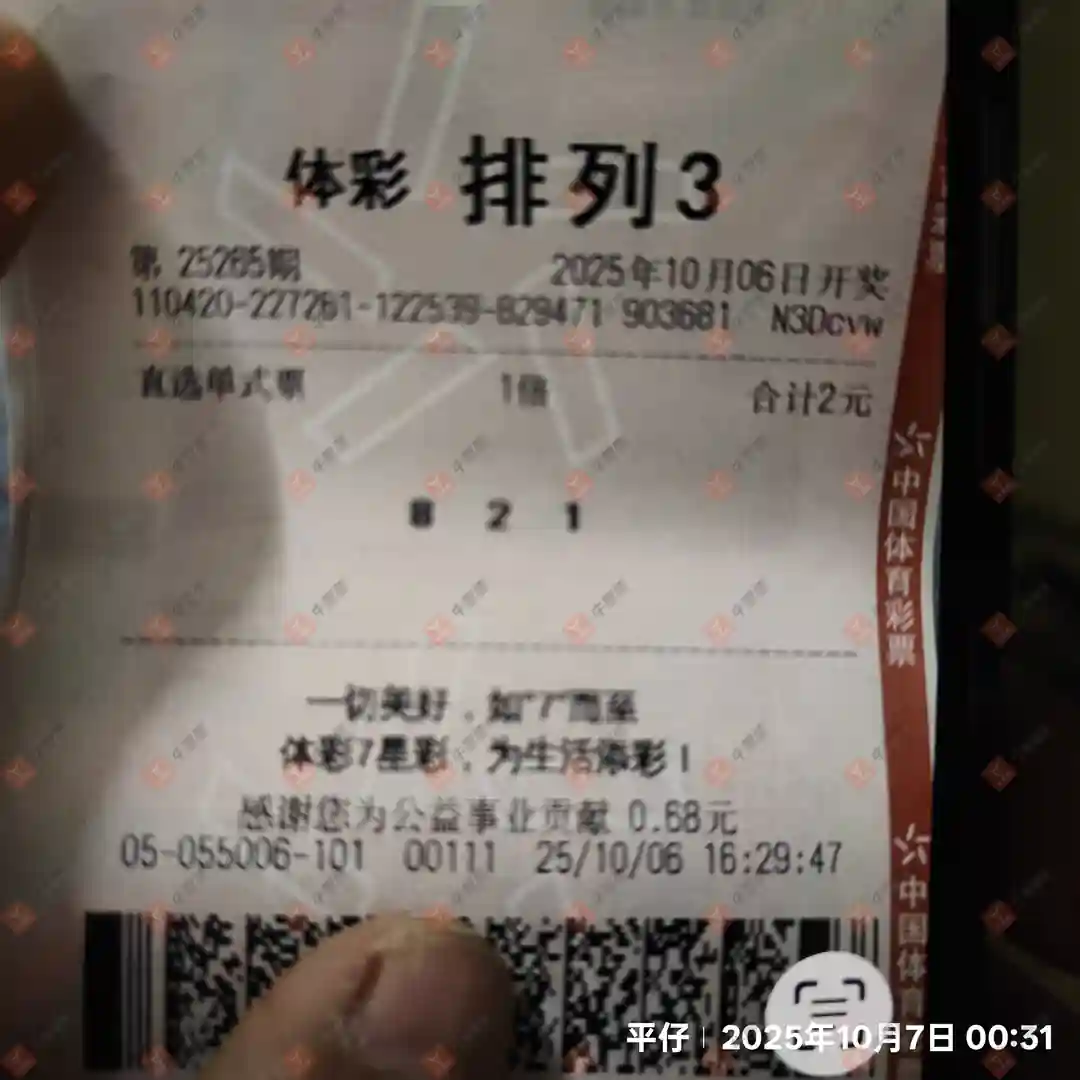 体彩 排列3
第 25265期 2025年10月06日开奖
110420-227261-122539-829471 903681 N3Dcvw
直选单式票 1倍 合计2元
8 2 1
一切美好，如"7"而至
体彩7星彩，为生活添彩！
感谢您为公益事业贡献 0.68元
05-055006-101 00111 25/10/06 16:29:47
中国体育彩票
中国体育
平仔 | 2025年10月7日 00:31